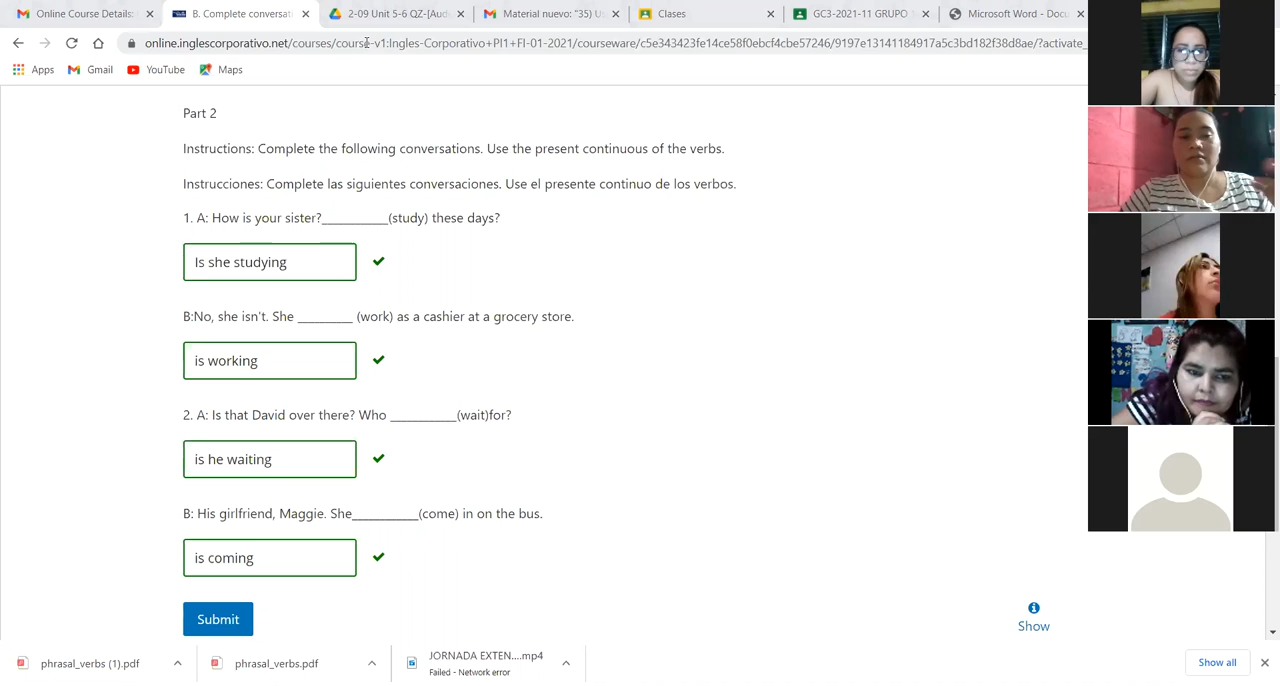 Online Course Details:
B. Complete conversati
2-09 Unit 5-6 QZ-[Aud
Material nuevo: "35) U
Clases
GC3-2021-11 GRUPO
Microsoft Word - Docu
online.inglescorporativo.net/courses/course-v1:Ingles-Corporativo+PI1+FI-01-2021/courseware/c5e343423fe14ce58f0ebcf4cbe57246/9197e13141184917a5c3bd182f38d8ae/?activate_
Apps
Gmail
YouTube
Maps
Part 2
Instructions: Complete the following conversations. Use the present continuous of the verbs.
Instrucciones: Complete las siguientes conversaciones. Use el presente continuo de los verbos.
1. A: How is your sister?__________(study) these days?
Is she studying
B:No, she isn't. She ________ (work) as a cashier at a grocery store.
is working
2. A: Is that David over there? Who __________(wait)for?
is he waiting
B: His girlfriend, Maggie. She__________(come) in on the bus.
is coming
Submit
Show
phrasal_verbs (1).pdf
phrasal_verbs.pdf
JORNADA EXTEN....mp4
Failed - Network error
Show all